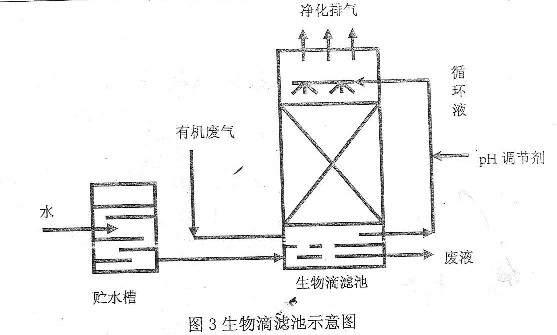 净化排气
循环液
有机废气
pH 调节剂
水
废液
生物滴滤池
贮水槽
图 3 生物滴滤池示意图